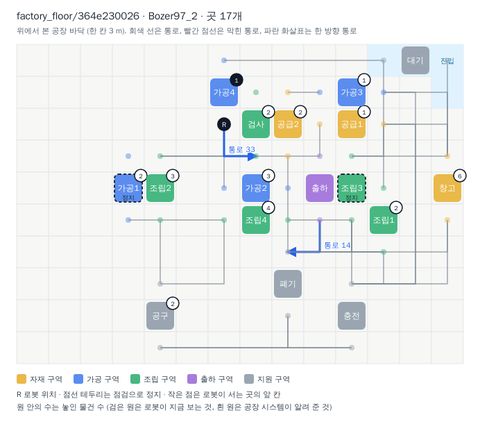 factory_floor/364e230026 · Bozer97_2 · 곳 17개
위에서 본 공장 바닥 (한 칸 3 m). 회색 선은 통로, 빨간 점선은 막힌 통로, 파란 화살표는 한 방향 통로
대기
진입
가공4
1
가공3
1
R
검사
2
공급2
2
공급1
1
통로 33
가공1
정지
2
조립2
3
가공2
3
출하
조립3
정지
창고
6
조립4
4
조립1
2
통로 14
폐기
공구
2
충전
자재 구역
가공 구역
조립 구역
출하 구역
지원 구역
R 로봇 위치 · 점선 테두리는 점검으로 정지 · 작은 점은 로봇이 서는 곳의 앞 칸
원 안의 수는 놓인 물건 수 (검은 원은 로봇이 지금 보는 것, 흰 원은 공장 시스템이 알려 준 것)